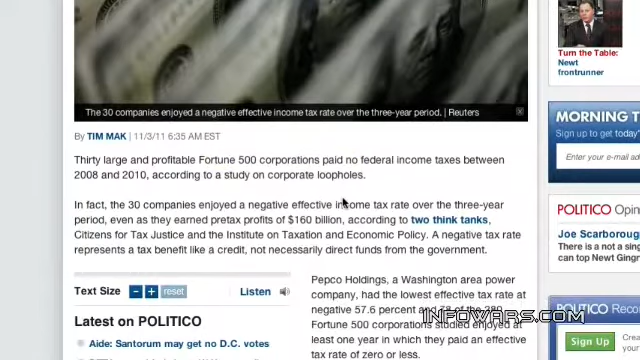 The 30 companies enjoyed a negative effective income tax rate over the three-year period. | Reuters
By TIM MAK | 11/3/11 6:35 AM EST
Thirty large and profitable Fortune 500 corporations paid no federal income taxes between
2008 and 2010, according to a study on corporate loopholes.
In fact, the 30 companies enjoyed a negative effective income tax rate over the three-year
period, even as they earned pretax profits of $160 billion, according to two think tanks,
Citizens for Tax Justice and the Institute on Taxation and Economic Policy. A negative tax rate
represents a tax benefit like a credit, not necessarily direct funds from the government.
Text Size - + reset Listen
Latest on POLITICO
Aide: Santorum may get no D.C. votes
Pepco Holdings, a Washington area power
company, had the lowest effective tax rate at
negative 57.6 percent and
Fortune 500 corporations studied enjoyed at
least one year in which they paid an effective
tax rate of zero or less.
Turn the Table:
Newt
frontrunner
MORNING T
Sign up to get today'
Enter your e-mail ad
POLITICO Opini
Joe Scarboroug
There is a not a sin
can top Newt Gingr
POLITICO Reco
Sign Up
Crea
INFOWARS.COM